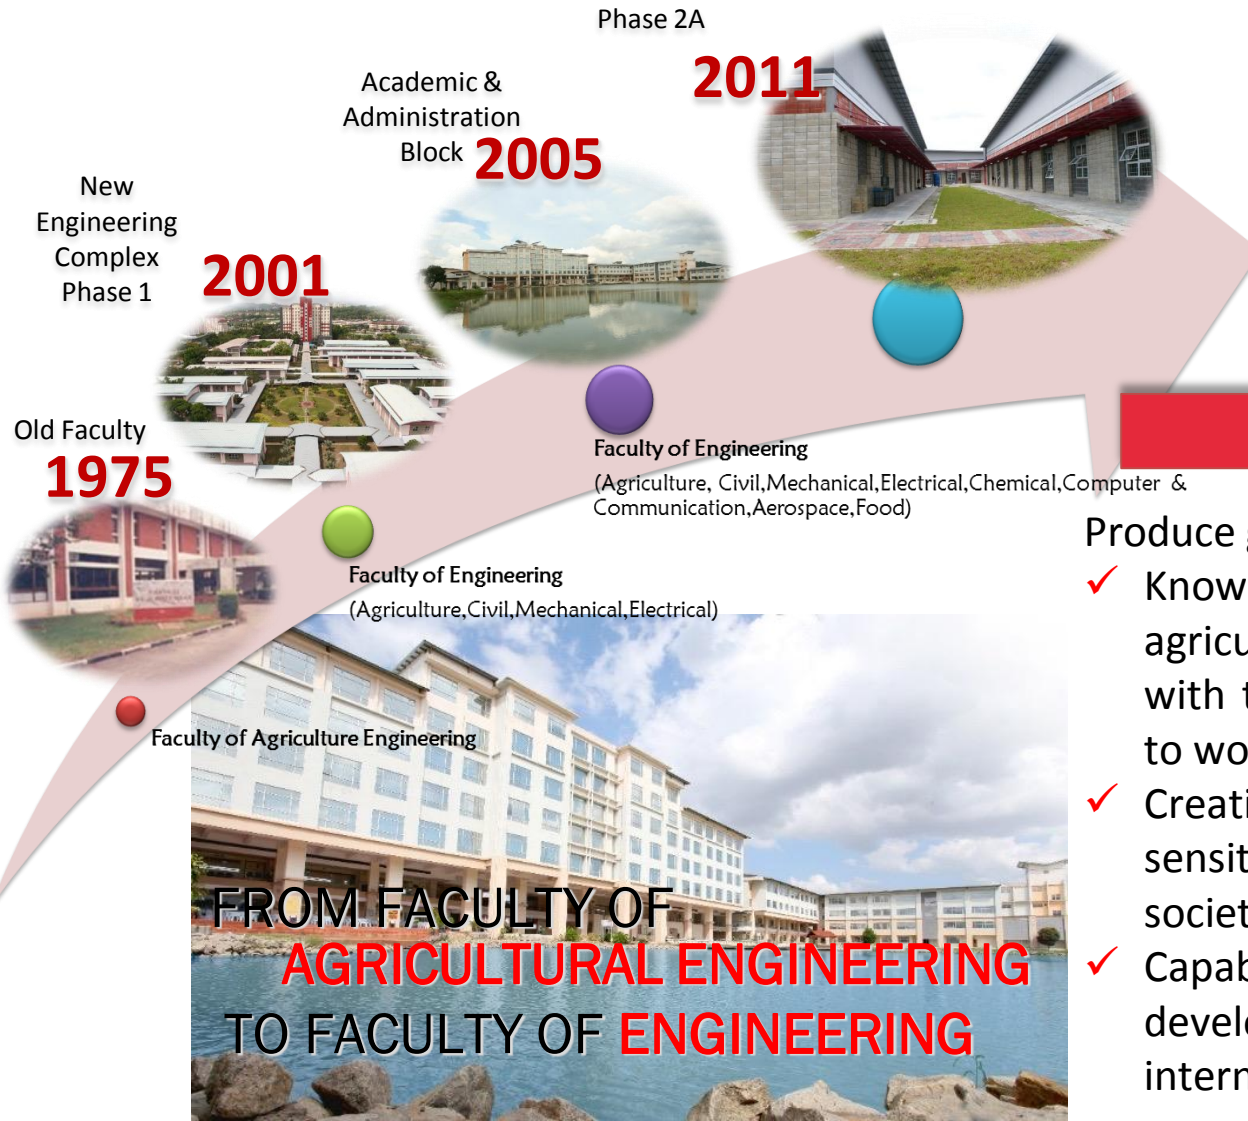 Phase 2A
2011
Academic &
Administration
Block
2005
New
Engineering
Complex
Phase 1
2001
Old Faculty
1975
Faculty of Engineering
(Agriculture, Civil,Mechanical,Electrical,Chemical,Computer &
Communication,Aerospace,Food)
Faculty of Engineering
(Agriculture,Civil,Mechanical,Electrical)
Faculty of Agriculture Engineering
FROM FACULTY OF
AGRICULTURAL ENGINEERING
TO FACULTY OF ENGINEERING
Produce
✓ Know
agricu
with t
to wo
✓ Creati
sensit
societ
✓ Capab
develo
intern